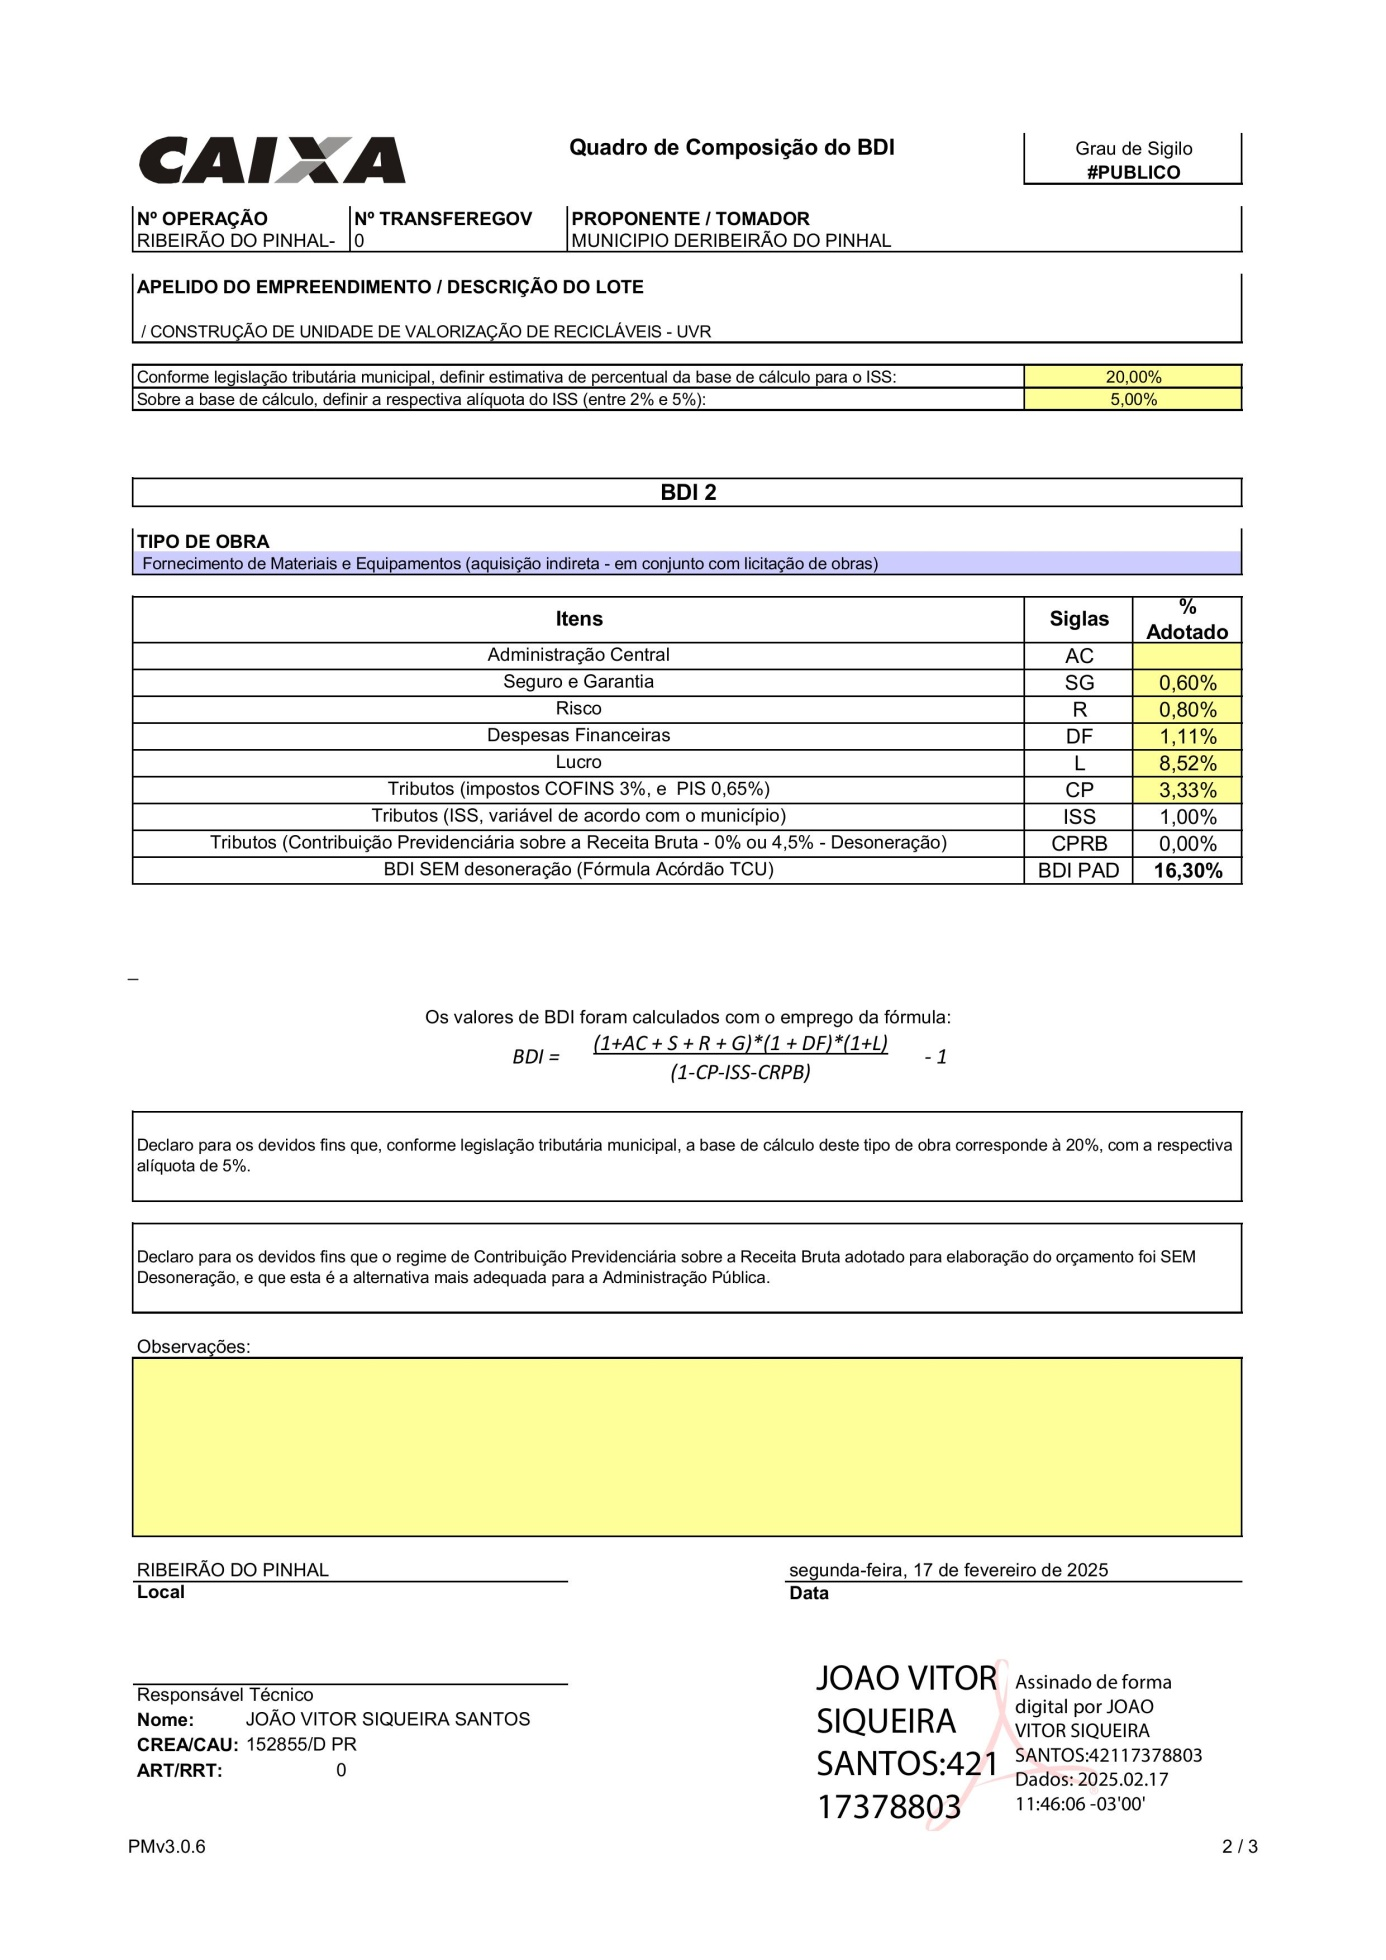 CAIXA
Quadro de Composição do BDI
Grau de Sigilo
#PUBLICO
Nº OPERAÇÃO Nº TRANSFEREGOV PROPONENTE / TOMADOR
RIBEIRÃO DO PINHAL- 0 MUNICIPIO DERIBEIRÃO DO PINHAL
APELIDO DO EMPREENDIMENTO / DESCRIÇÃO DO LOTE
/ CONSTRUÇÃO DE UNIDADE DE VALORIZAÇÃO DE RECICLÁVEIS - UVR
Conforme legislação tributária municipal, definir estimativa de percentual da base de cálculo para o ISS: 20,00%
Sobre a base de cálculo, definir a respectiva alíquota do ISS (entre 2% e 5%): 5,00%
BDI 2
TIPO DE OBRA
Fornecimento de Materiais e Equipamentos (aquisição indireta - em conjunto com licitação de obras)
Itens Siglas % Adotado
Administração Central AC
Seguro e Garantia SG 0,60%
Risco R 0,80%
Despesas Financeiras DF 1,11%
Lucro L 8,52%
Tributos (impostos COFINS 3%, e  PIS 0,65%) CP 3,33%
Tributos (ISS, variável de acordo com o município) ISS 1,00%
Tributos (Contribuição Previdenciária sobre a Receita Bruta - 0% ou 4,5% - Desoneração) CPRB 0,00%
BDI SEM desoneração (Fórmula Acórdão TCU) BDI PAD 16,30%
_
Os valores de BDI foram calculados com o emprego da fórmula:
(1+AC + S + R + G)*(1 + DF)*(1+L)
BDI = - 1
(1-CP-ISS-CRPB)
Declaro para os devidos fins que, conforme legislação tributária municipal, a base de cálculo deste tipo de obra corresponde à 20%, com a respectiva
alíquota de 5%.
Declaro para os devidos fins que o regime de Contribuição Previdenciária sobre a Receita Bruta adotado para elaboração do orçamento foi SEM
Desoneração, e que esta é a alternativa mais adequada para a Administração Pública.
Observações:
RIBEIRÃO DO PINHAL segunda-feira, 17 de fevereiro de 2025
Local Data
Responsável Técnico
Nome: JOÃO VITOR SIQUEIRA SANTOS
CREA/CAU: 152855/D PR
ART/RRT: 0
JOAO VITOR
SIQUEIRA
SANTOS:421
17378803
Assinado de forma
digital por JOAO
VITOR SIQUEIRA
SANTOS:42117378803
Dados: 2025.02.17
11:46:06 -03'00'
PMv3.0.6 2 / 3